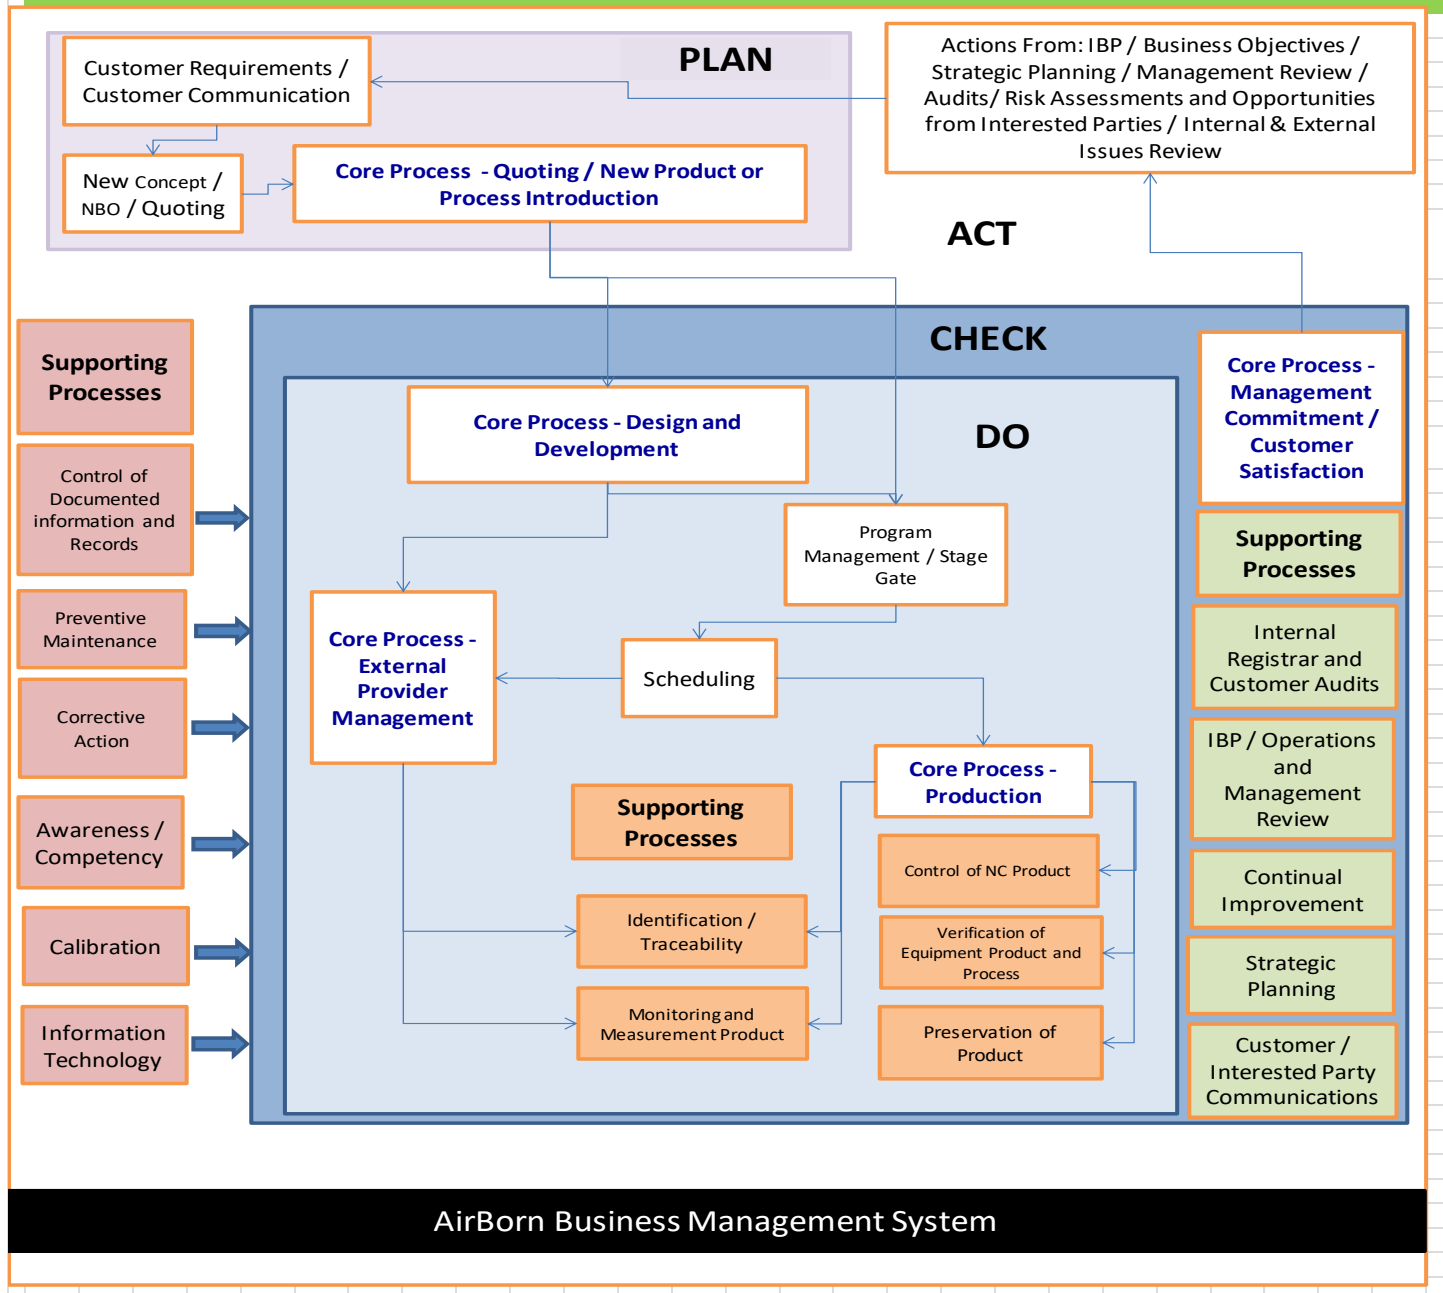 PLAN
Customer Requirements /
Customer Communication
New Concept /
NBO / Quoting
Core Process - Quoting / New Product or
Process Introduction
Actions From: IBP / Business Objectives /
Strategic Planning / Management Review /
Audits/ Risk Assessments and Opportunities
from Interested Parties / Internal & External
Issues Review
ACT
Supporting
Processes
Control of
Documented
information and
Records
Preventive
Maintenance
Corrective
Action
Awareness /
Competency
Calibration
Information
Technology
CHECK
DO
Core Process - Design and
Development
Program
Management / Stage
Gate
Core Process -
External
Provider
Management
Scheduling
Core Process -
Production
Supporting
Processes
Identification /
Traceability
Monitoring and
Measurement Product
Control of NC Product
Verification of
Equipment Product and
Process
Preservation of
Product
Core Process -
Management
Commitment /
Customer
Satisfaction
Supporting
Processes
Internal
Registrar and
Customer Audits
IBP / Operations
and
Management
Review
Continual
Improvement
Strategic
Planning
Customer /
Interested Party
Communications
AirBorn Business Management System